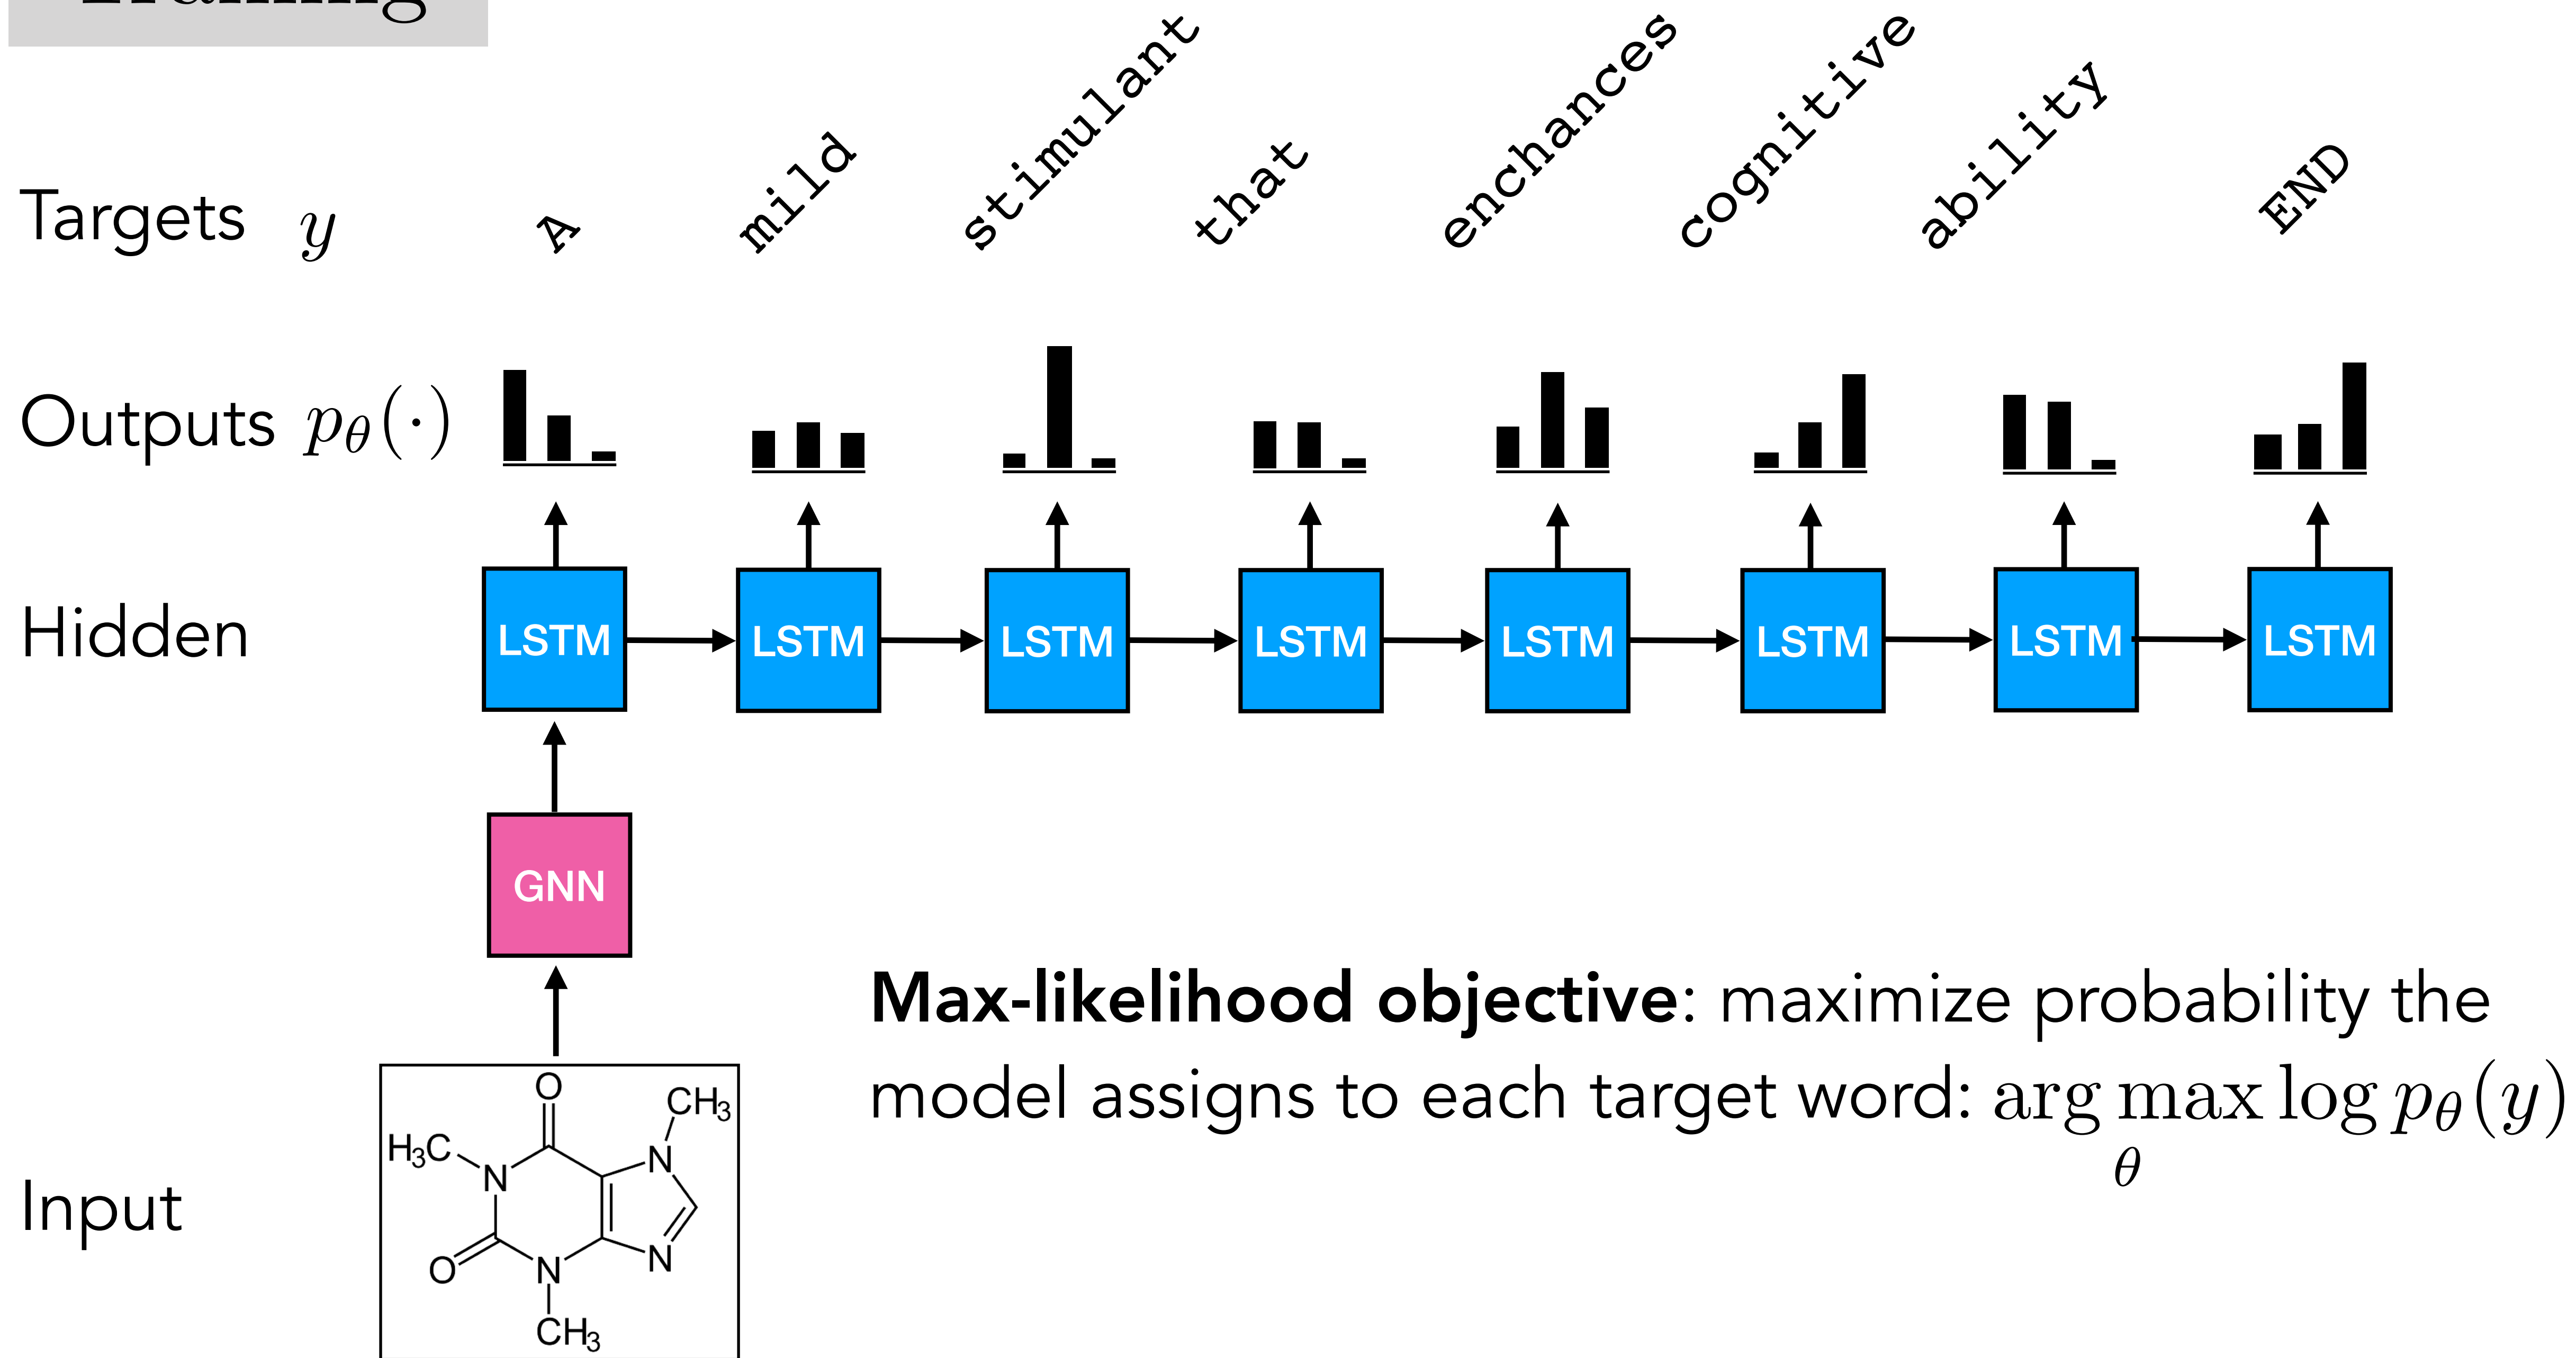 Training
Targets y A mild stimulant that enchances cognitive ability END
Outputs pθ(·)
Hidden LSTM LSTM LSTM LSTM LSTM LSTM LSTM LSTM
GNN
Max-likelihood objective: maximize probability the
model assigns to each target word: arg max log pθ(y)
θ
Input
O
CH3
H3C
N
N
O
N
N
CH3